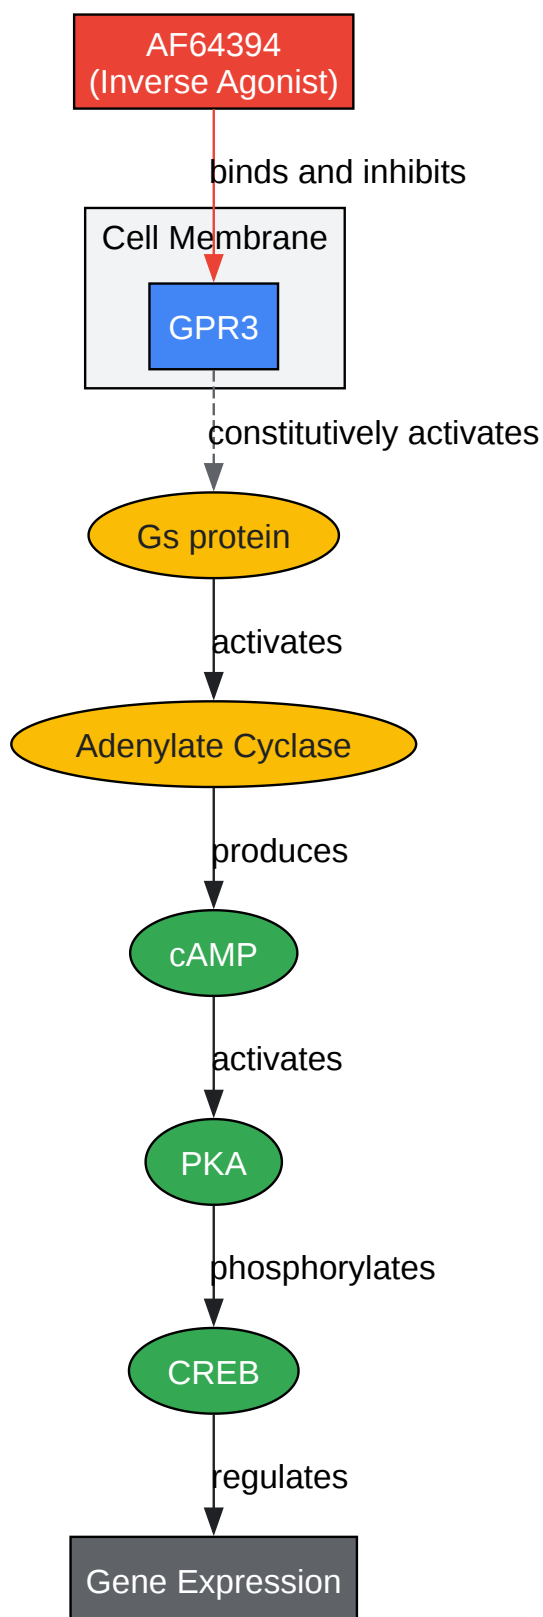 AF64394
(Inverse Agonist)
binds and inhibits
Cell Membrane
GPR3
constitutively activates
Gs protein
activates
Adenylate Cyclase
produces
cAMP
activates
PKA
phosphorylates
CREB
regulates
Gene Expression